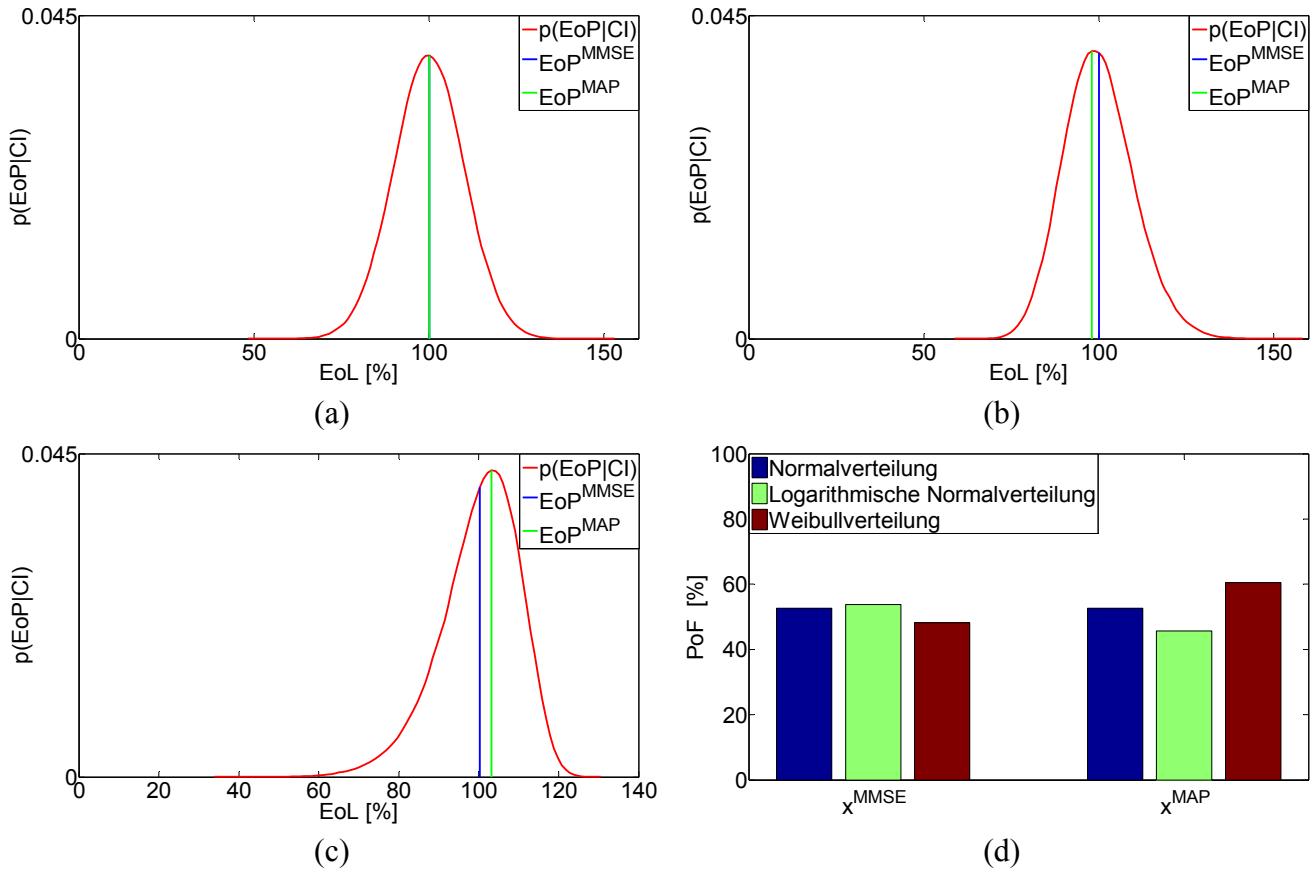 0.045
p(EoP|CI)
EoP^MMSE
EoP^MAP
p(EoP|CI)
0
0
50
100
150
EoL [%]
(a)
0.045
p(EoP|CI)
EoP^MMSE
EoP^MAP
p(EoP|CI)
0
0
50
100
150
EoL [%]
(b)
0.045
p(EoP|CI)
EoP^MMSE
EoP^MAP
p(EoP|CI)
0
0
20
40
60
80
100
120
140
EoL [%]
(c)
100
80
60
40
20
0
PoF [%]
Normalverteilung
Logarithmische Normalverteilung
Weibullverteilung
x^MMSE
x^MAP
(d)